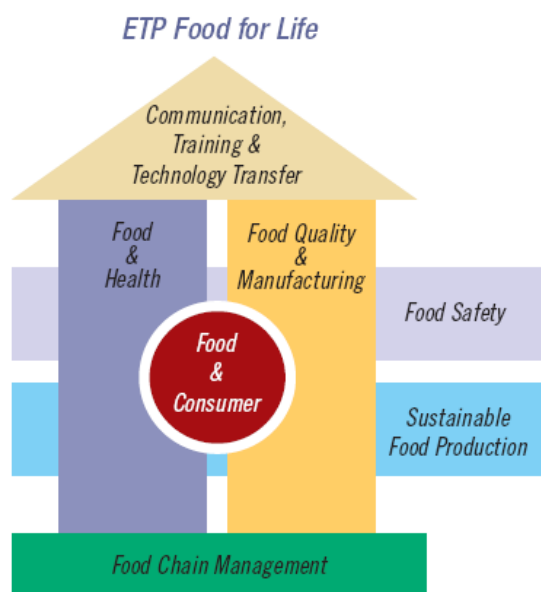 ETP Food for Life
Communication,
Training &
Technology Transfer
Food
&
Health
Food Quality
&
Manufacturing
Food Safety
Food
&
Consumer
Sustainable
Food Production
Food Chain Management